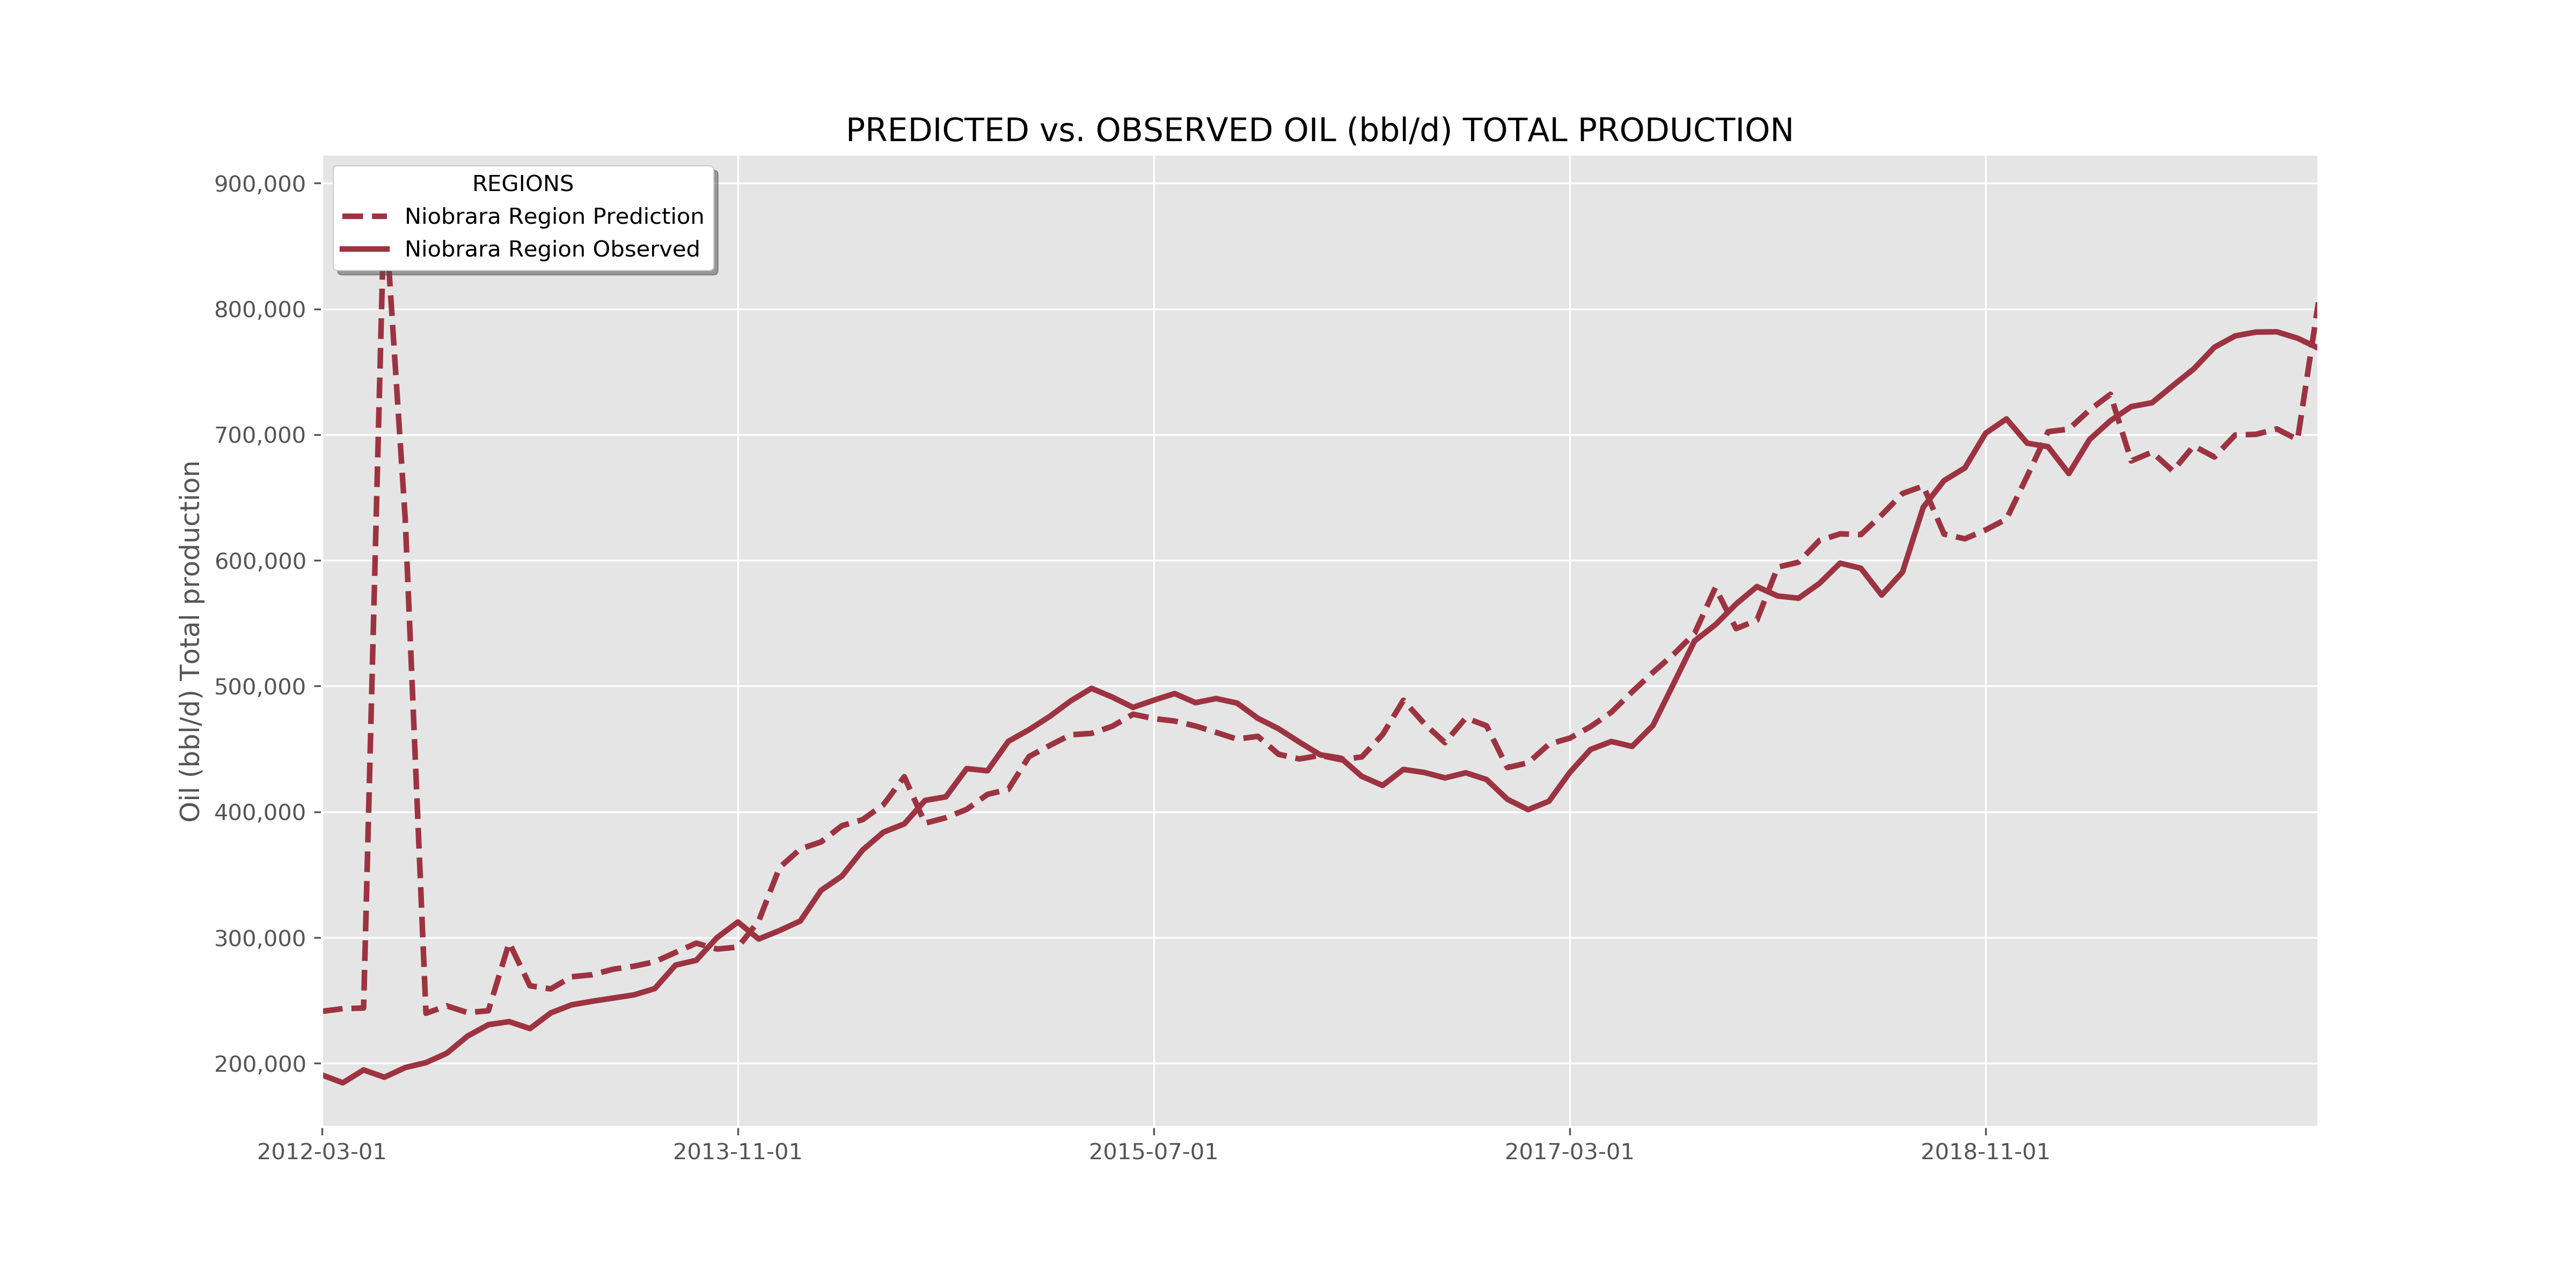 PREDICTED vs. OBSERVED OIL (bbl/d) TOTAL PRODUCTION
REGIONS
Niobrara Region Prediction
Niobrara Region Observed
Oil (bbl/d) Total production
900,000
800,000
700,000
600,000
500,000
400,000
300,000
200,000
2012-03-01
2013-11-01
2015-07-01
2017-03-01
2018-11-01